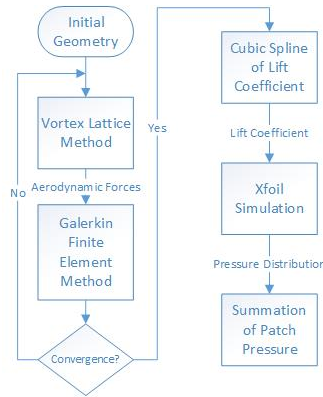 Initial
Geometry
Vortex Lattice
Method
Aerodynamic Forces
Galerkin
Finite
Element
Method
Convergence?
No
Yes
Cubic Spline
of Lift
Coefficient
Lift Coefficient
Xfoil
Simulation
Pressure Distribution
Summation
of Patch
Pressure